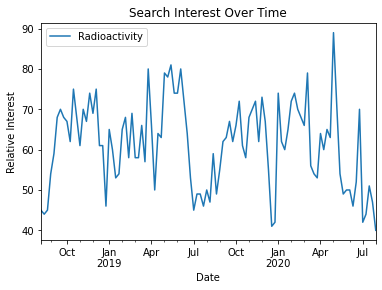 Search Interest Over Time
Radioactivity
Relative Interest
90
80
70
60
50
40
Oct
Jan
2019
Apr
Jul
Oct
Jan
2020
Apr
Jul
Date